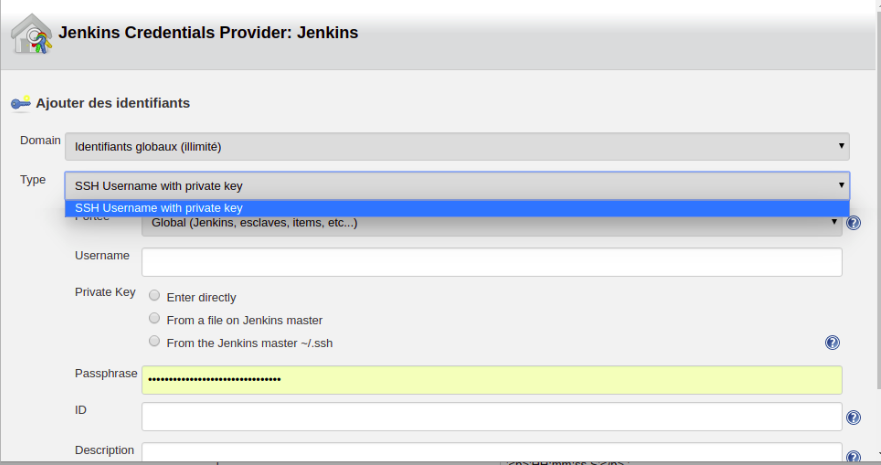 Jenkins Credentials Provider: Jenkins
Ajouter des identifiants
Domain
Identifiants globaux (illimité)
Type
SSH Username with private key
SSH Username with private key
Portée
Global (Jenkins, esclaves, items, etc...)
Username
Private Key
Enter directly
From a file on Jenkins master
From the Jenkins master ~/.ssh
Passphrase
ID
Description